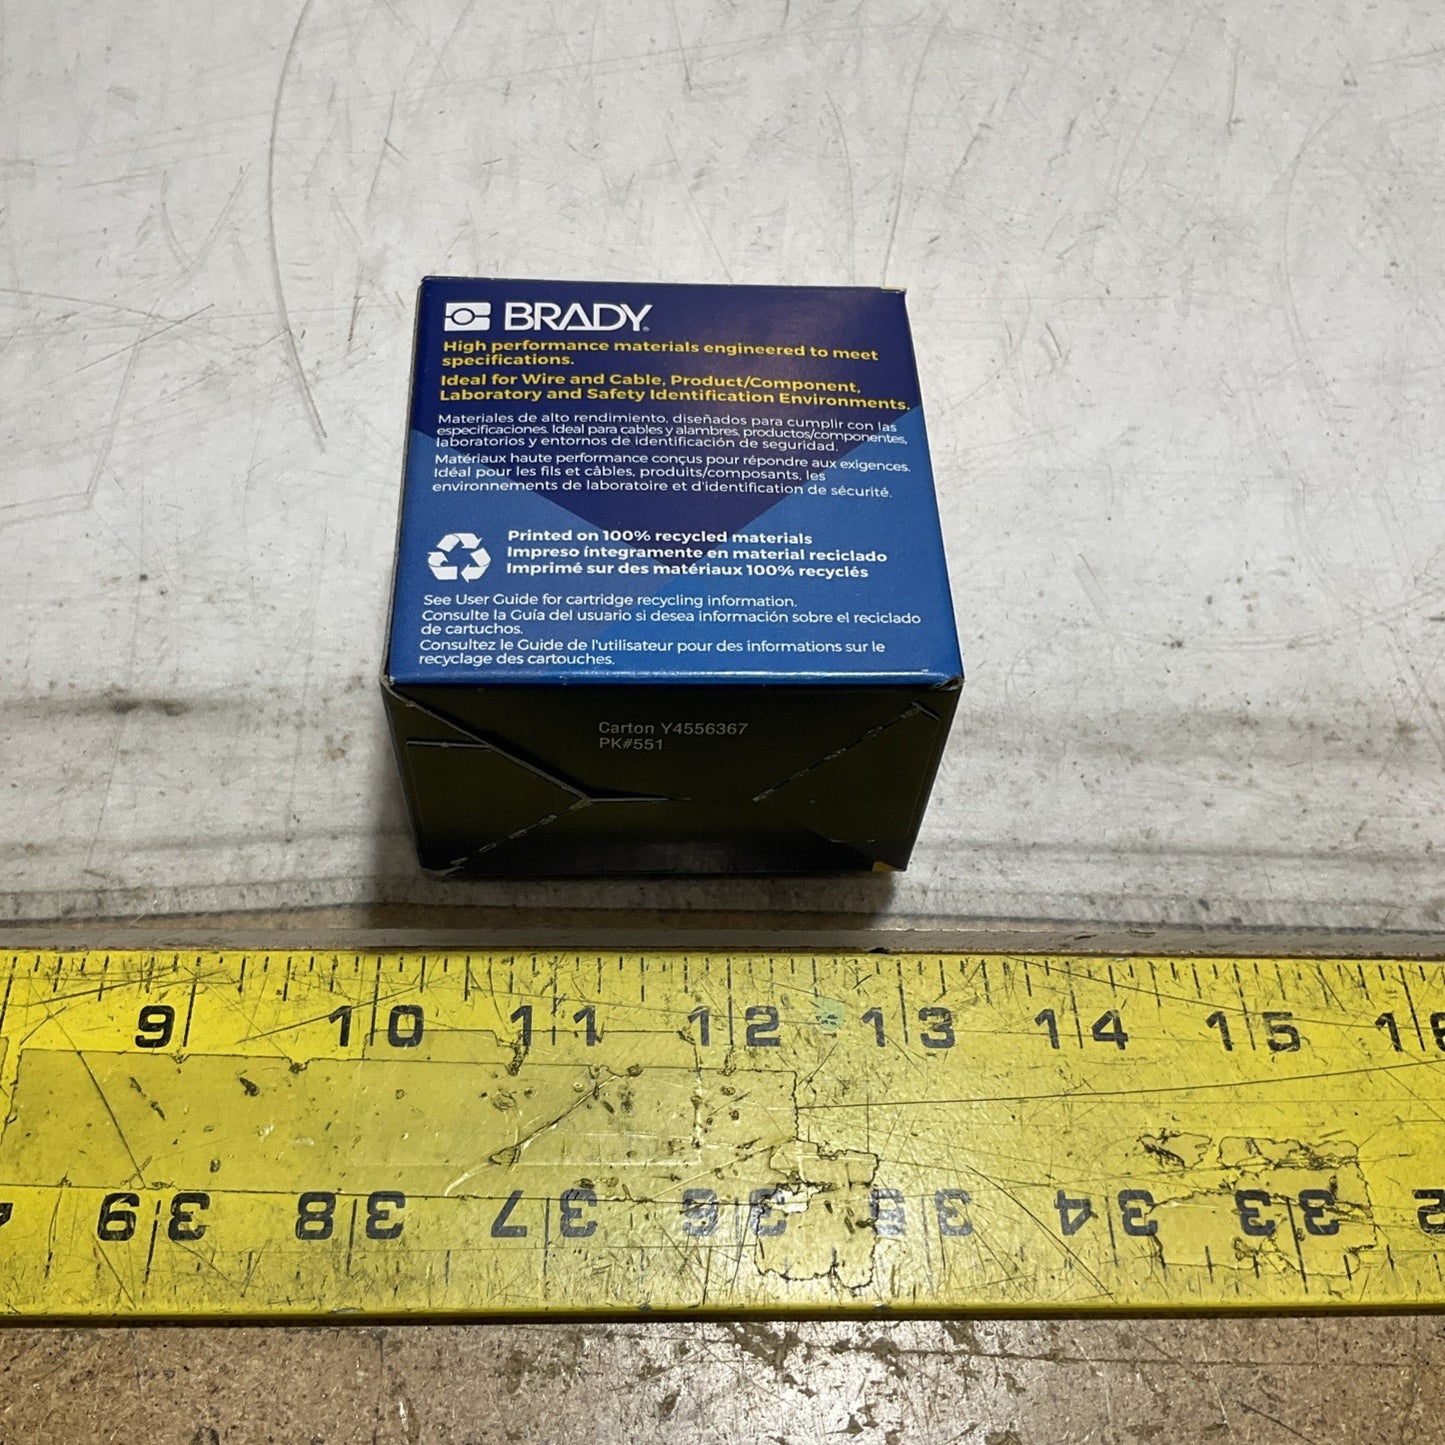 BRADY®
High performance materials engineered to meet
specifications.
Ideal for Wire and Cable, Product/Component,
Laboratory and Safety Identification Environments.
Materiales de alto rendimiento, diseñados para cumplir con las
especificaciones. Ideal para cables y alambres, productos/componentes,
laboratorios y entornos de identificación de seguridad.
Matériaux haute performance conçus pour répondre aux exigences.
Idéal pour les fils et câbles, produits/composants, les
environnements de laboratoire et d'identification de sécurité.
Printed on 100% recycled materials
Impreso íntegramente en material reciclado
Imprimé sur des matériaux 100% recyclés
See User Guide for cartridge recycling information.
Consulte la Guía del usuario si desea información sobre el reciclado
de cartuchos.
Consultez le Guide de l'utilisateur pour des informations sur le
recyclage des cartouches.
Carton Y4556367
PK#551
9 10 11 12 13 14 15 16
39 38 37 36 35 34 33